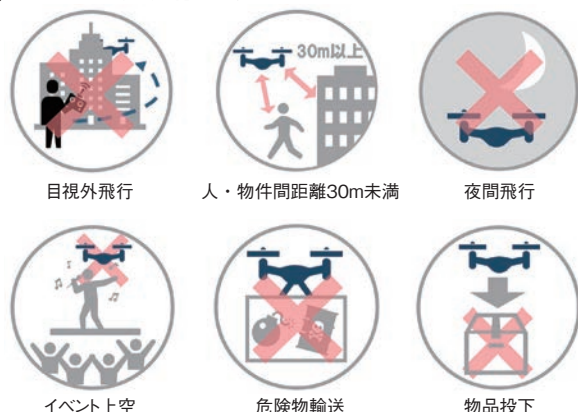 30m以上
目視外飛行
人・物件間距離30m未満
夜間飛行
イベント上空
危険物輸送
物品投下